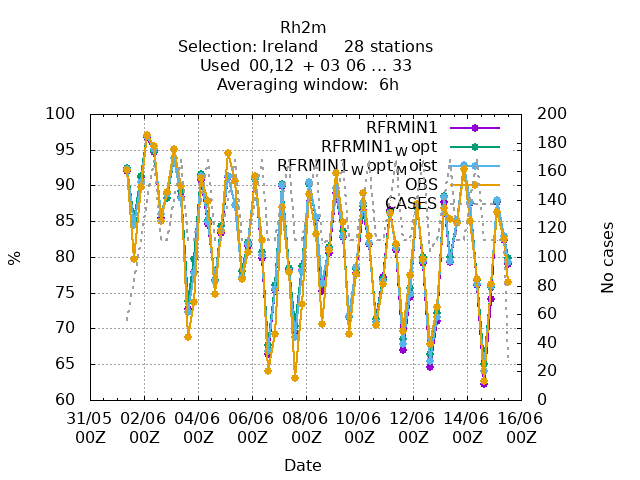 Rh2m
Selection: Ireland     28 stations
Used  00,12  + 03 06 ... 33
Averaging window:  6h
RFRMIN1
RFRMIN1_W opt
RFRMIN1_W opt_M oist
OBS
CASES
100
95
90
85
80
75
70
65
60
200
180
160
140
120
100
80
60
40
20
0
%
No cases
31/05 02/06 04/06 06/06 08/06 10/06 12/06 14/06 16/06
00Z 00Z 00Z 00Z 00Z 00Z 00Z 00Z 00Z
Date